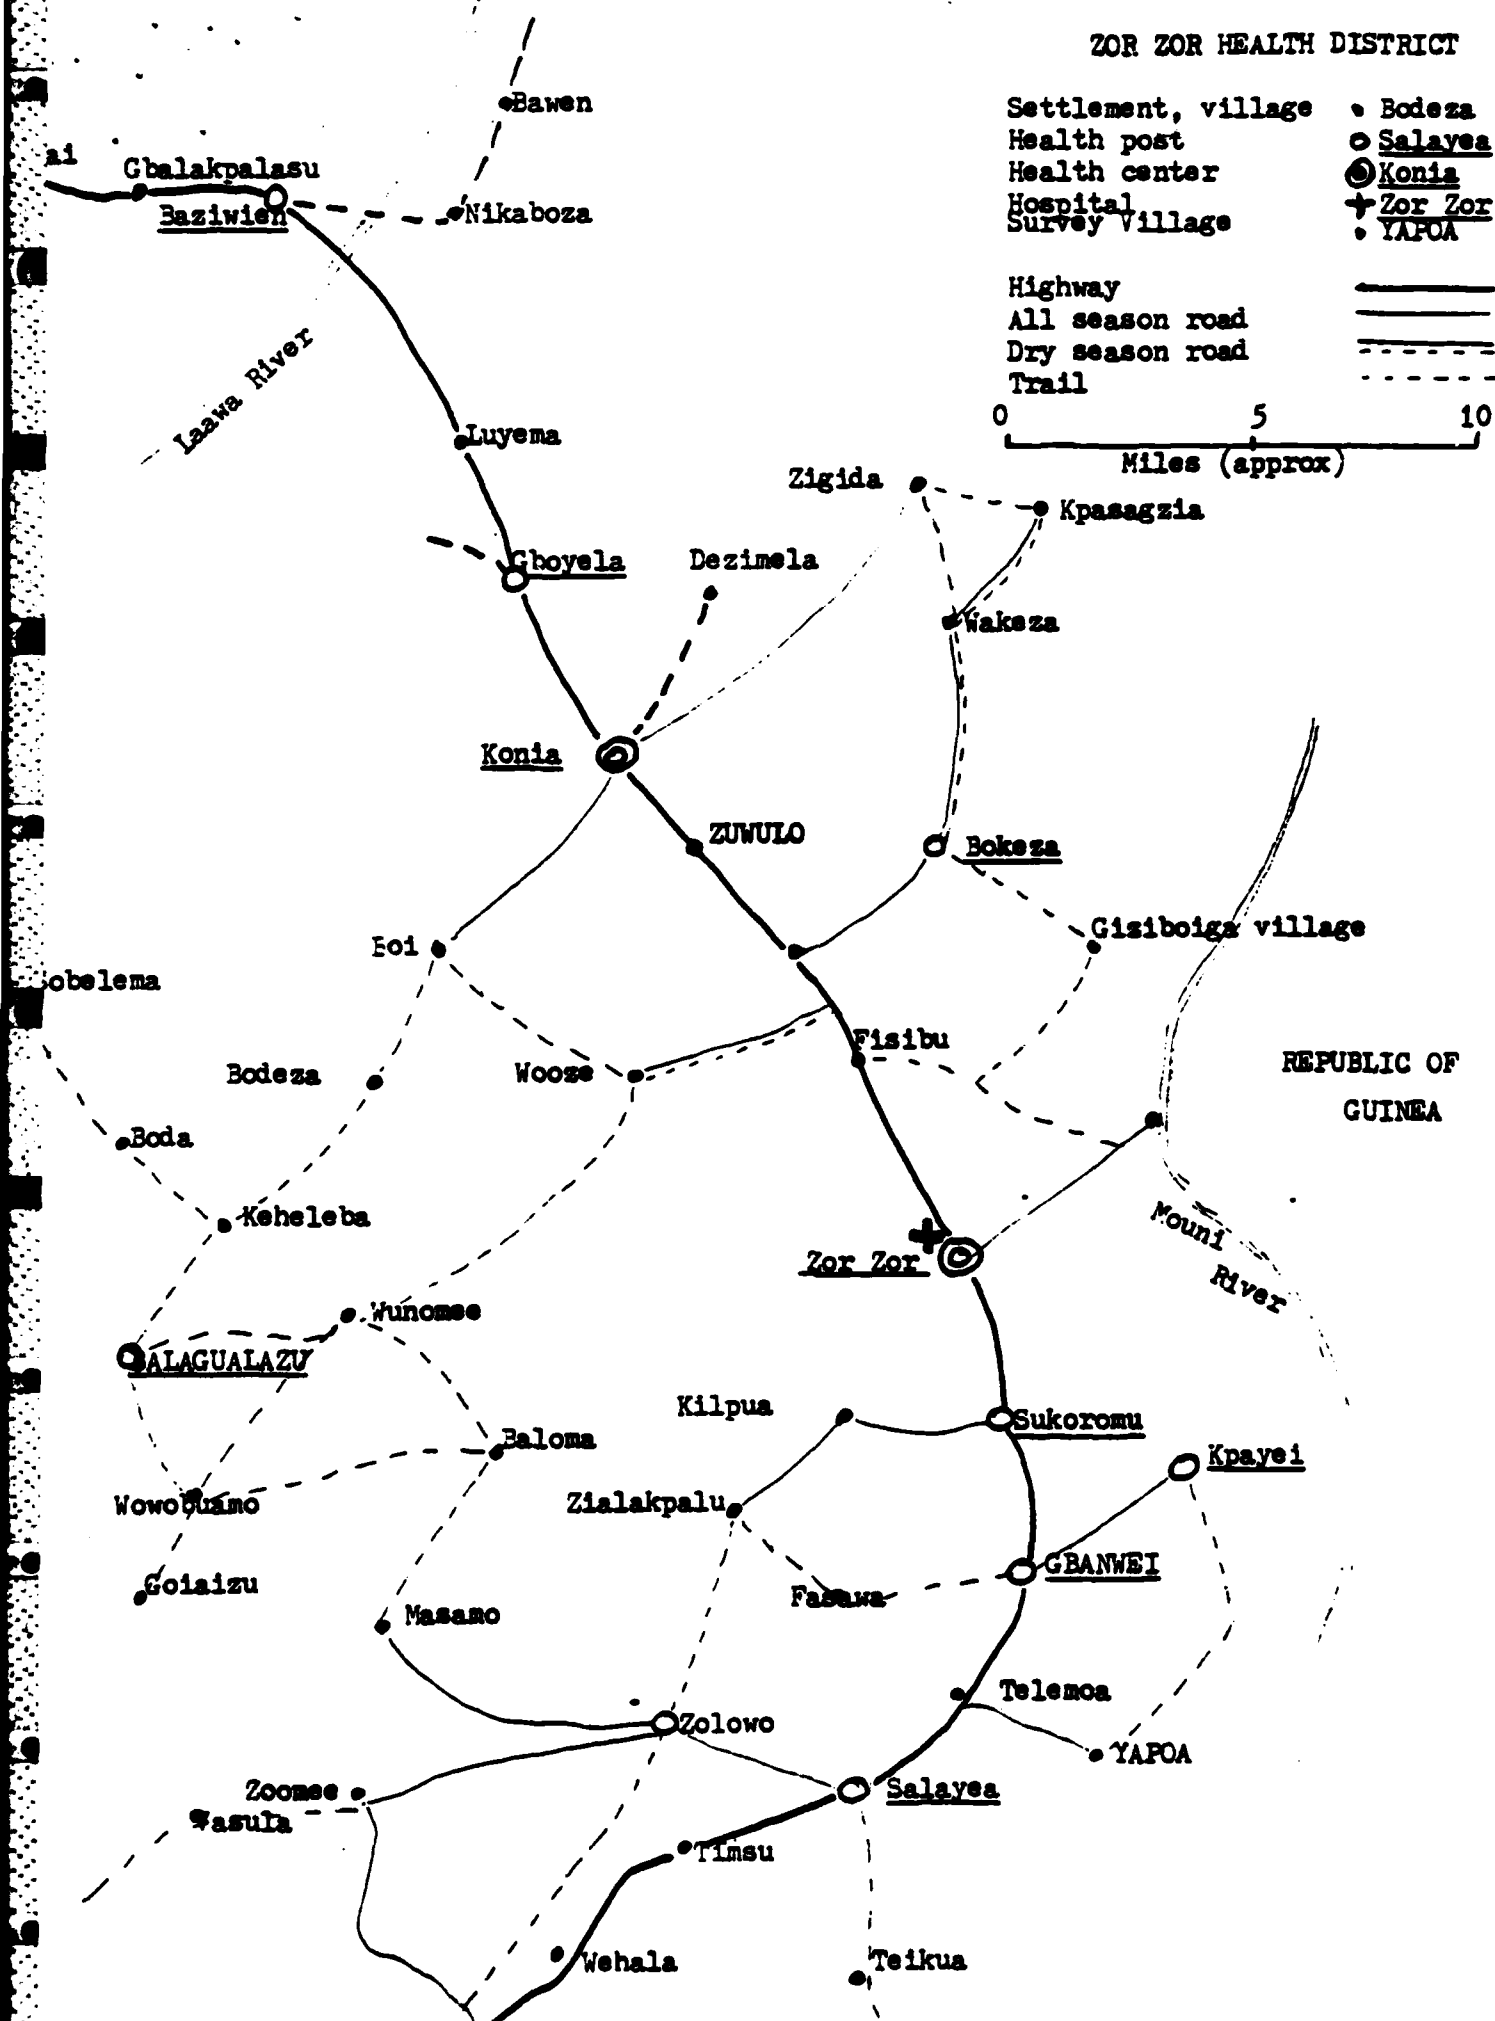 ZOR ZOR HEALTH DISTRICT
Settlement, village • Bodeza
Health post Salayea
Health center Konia
Hospital Zor Zor
Survey Village • YAPOA
Highway
All season road
Dry season road
Trail
0 5 10
Miles (approx)
Bawen
ai
Gbalakpalasu
Baziwien
Nikaboza
Laawa River
Luyema
Zigida
Kpasagzia
Gboyela
Dezimela
Wakeza
Konia
ZUWULO
Bokeza
Boi
Gisiboiga village
obelema
Fisibu
Bodeza
Wooze
REPUBLIC OF
GUINEA
Boda
Keheleba
Mouni
River
Zor Zor
Wunomee
ALAGUALAZU
Kilpua
Sukoromu
Baloma
Kpayei
Wowobuamo
Zialakpalu
GBANWEI
Goiaizu
Fasawa
Masamo
Telemoa
Zolowo
YAPOA
Zoomee
Salayea
Timsu
Wehala
Teikua